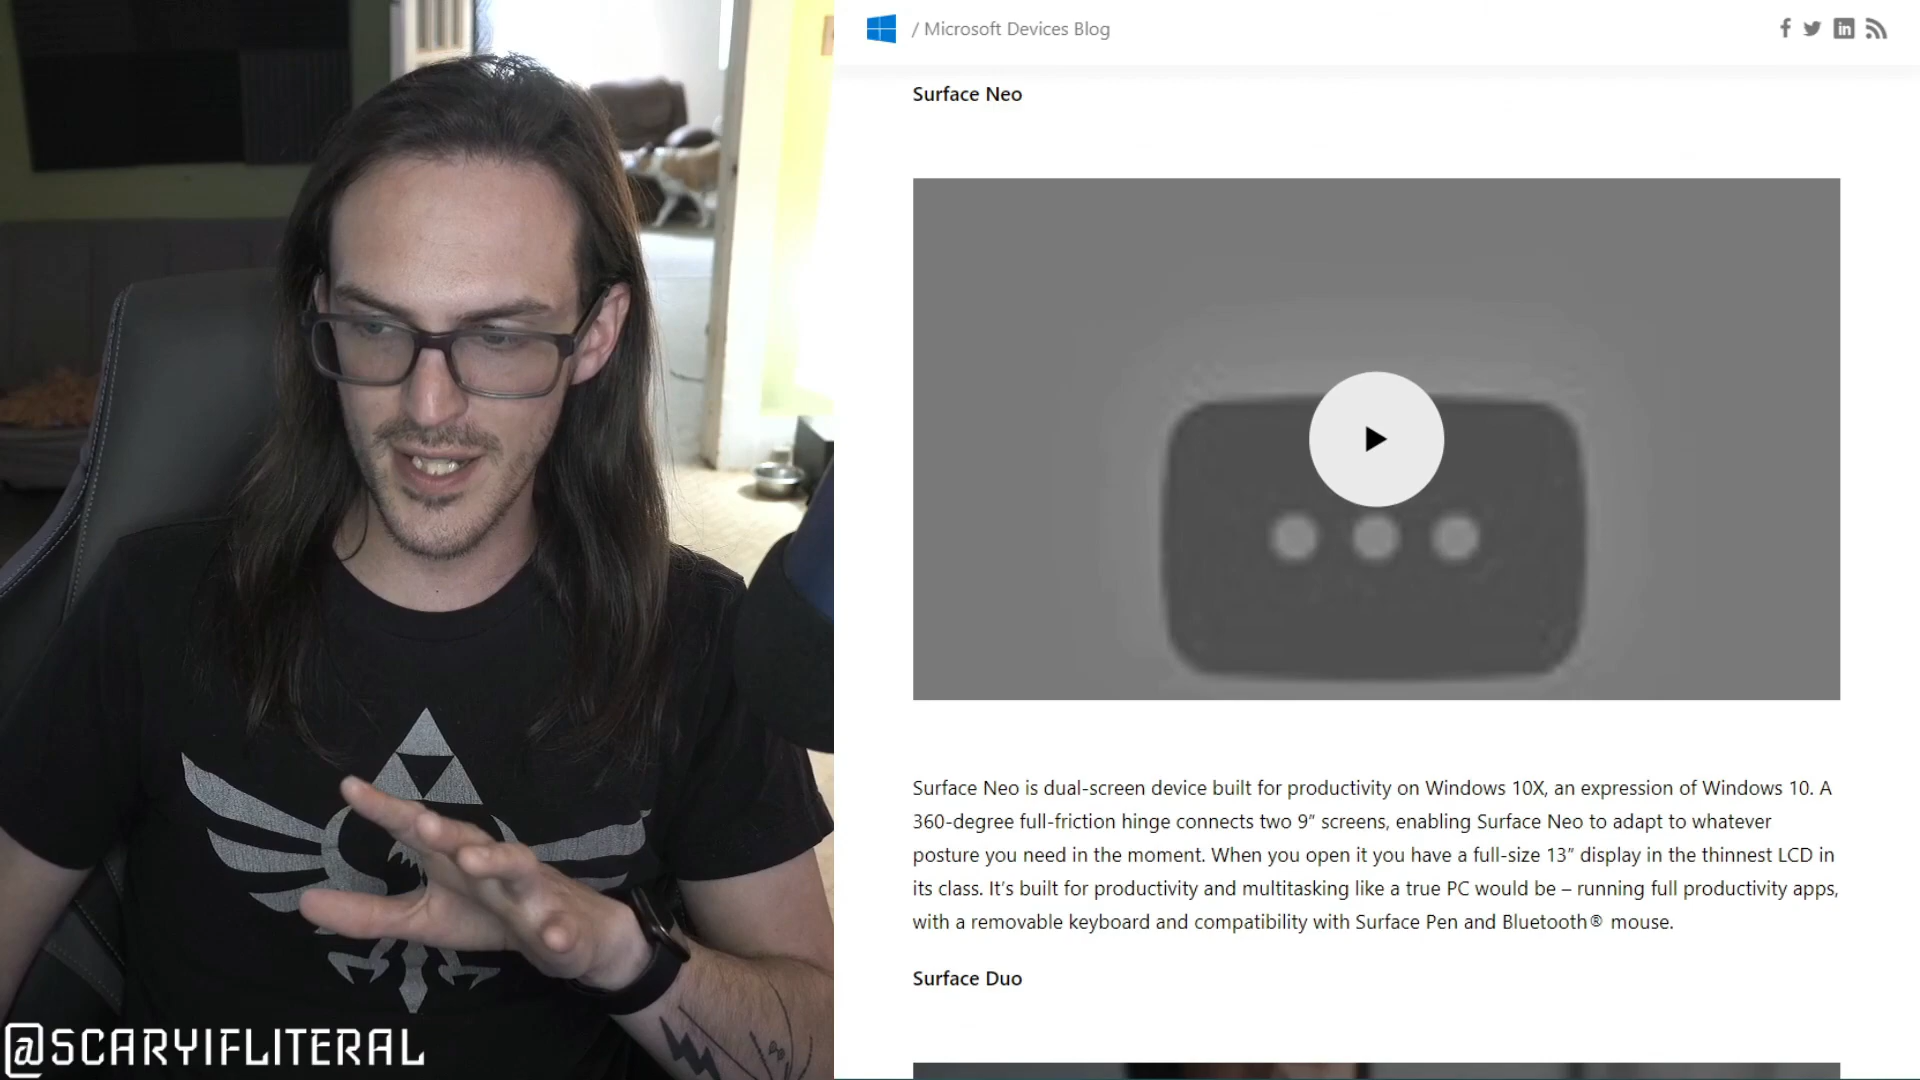 / Microsoft Devices Blog
Surface Neo
Surface Neo is dual-screen device built for productivity on Windows 10X, an expression of Windows 10. A
360-degree full-friction hinge connects two 9” screens, enabling Surface Neo to adapt to whatever
posture you need in the moment. When you open it you have a full-size 13” display in the thinnest LCD in
its class. It’s built for productivity and multitasking like a true PC would be – running full productivity apps,
with a removable keyboard and compatibility with Surface Pen and Bluetooth® mouse.
Surface Duo
@SCARYIFLITERAL